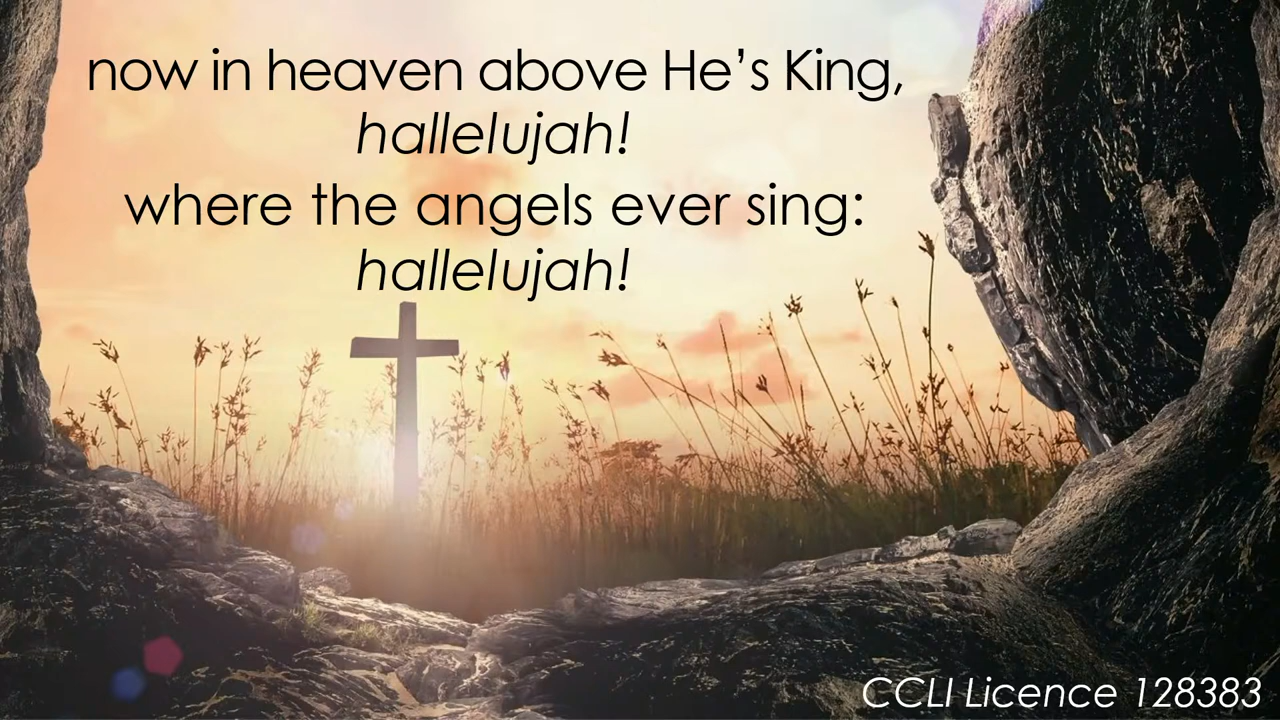 now in heaven above He’s King,
hallelujah!
where the angels ever sing:
hallelujah!
CCLI Licence 128383